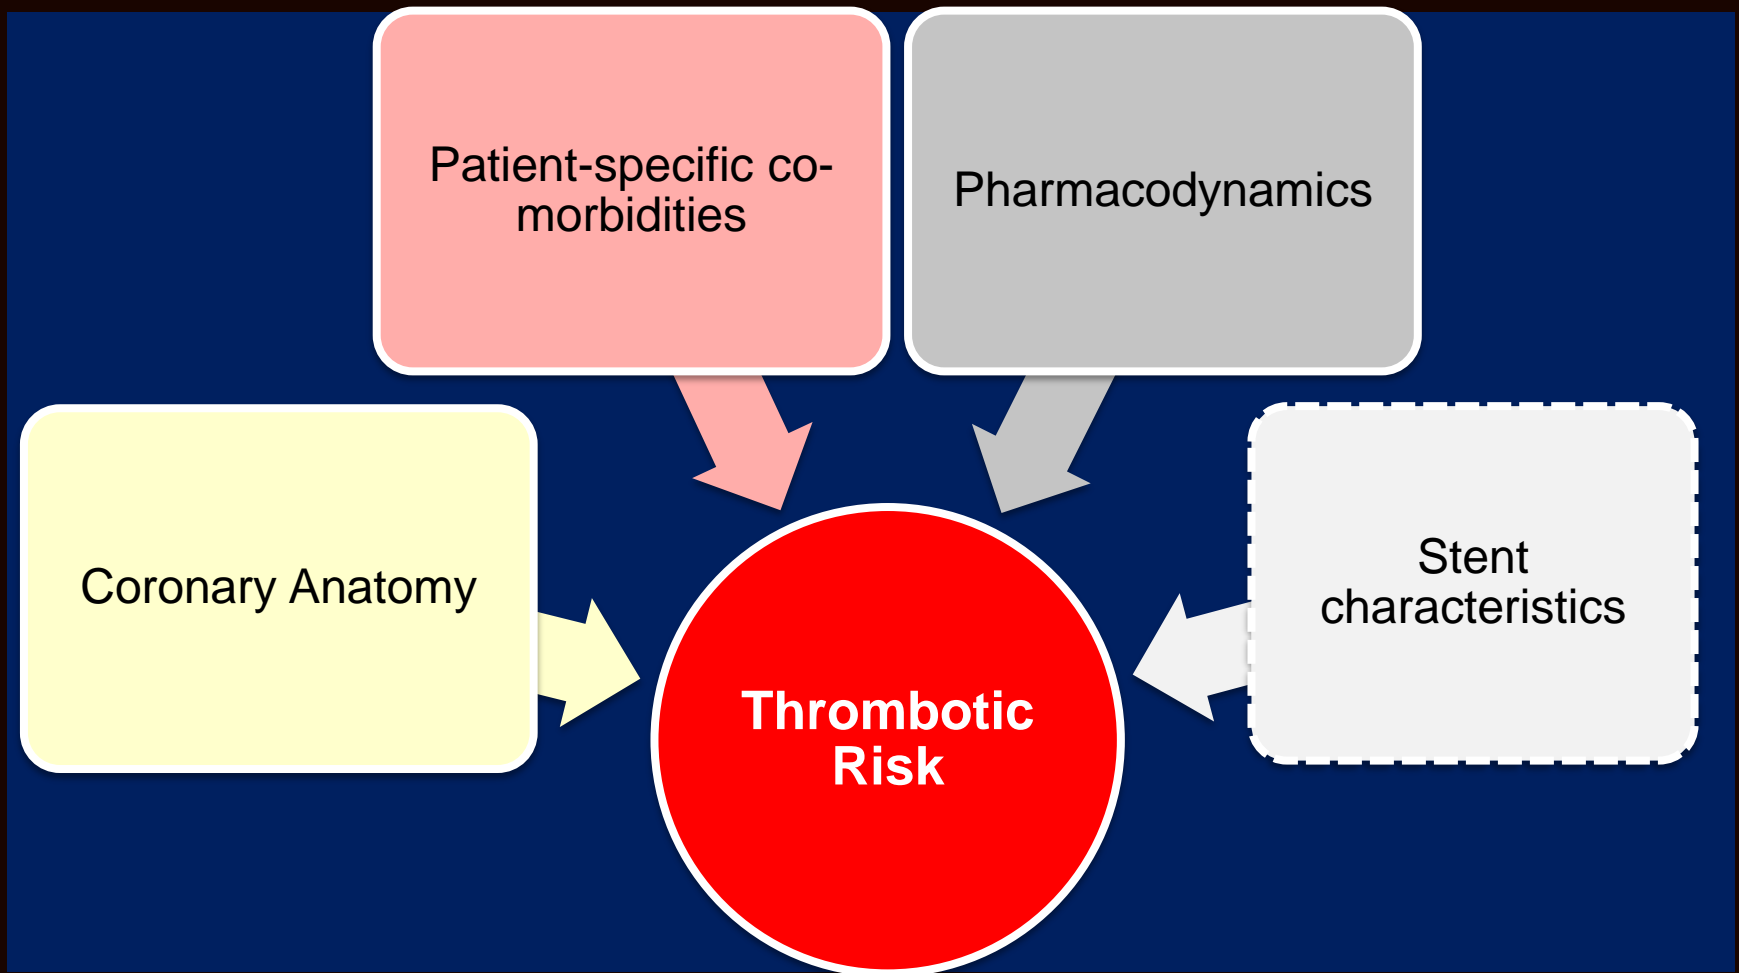 Patient-specific co-
morbidities
Pharmacodynamics
Coronary Anatomy
Stent
characteristics
Thrombotic
Risk